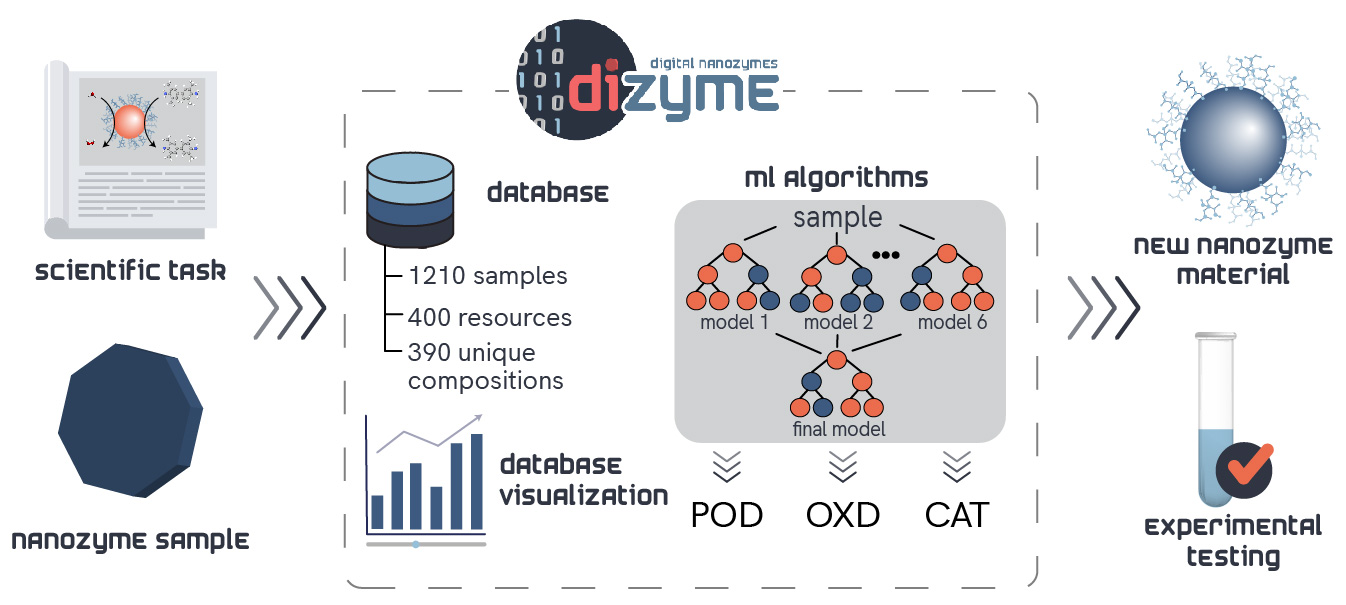 digital nanozymes
dizyme
scientific task
nanozyme sample
database
1210 samples
400 resources
390 unique
compositions
database
visualization
ml algorithms
sample
model 1
model 2
model 6
final model
POD
OXD
CAT
new nanozyme
material
experimental
testing